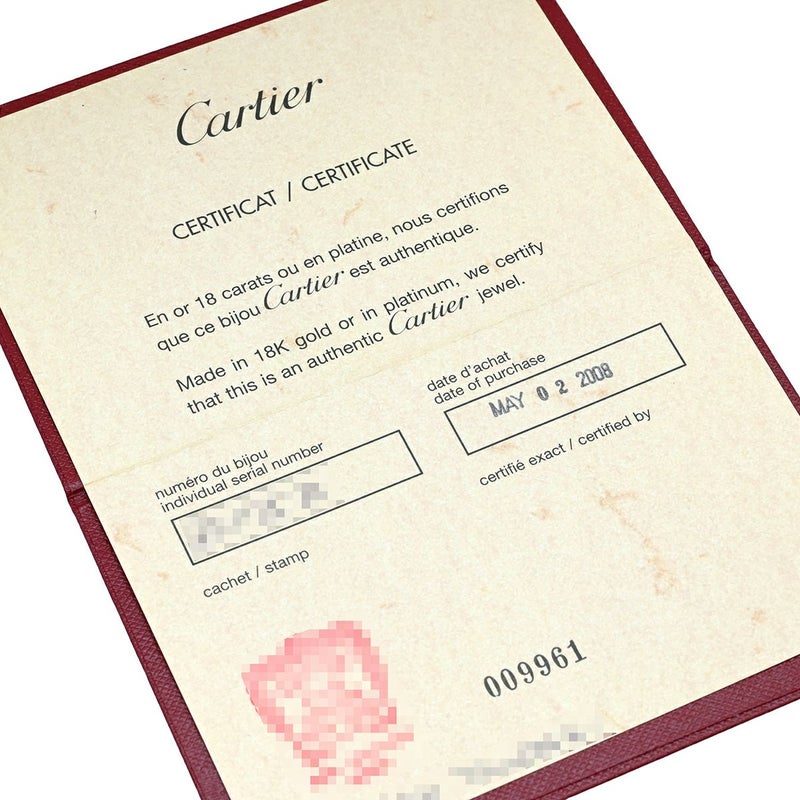 Cartier
CERTIFICAT / CERTIFICATE
En or 18 carats ou en platine, nous certifions
que ce bijou Cartier est authentique.
Made in 18K gold or in platinum, we certify
that this is an authentic Cartier jewel.
date d'achat
date of purchase
MAY 02 2008
certifié exact / certified by
numéro du bijou
individual serial number
cachet / stamp
009961